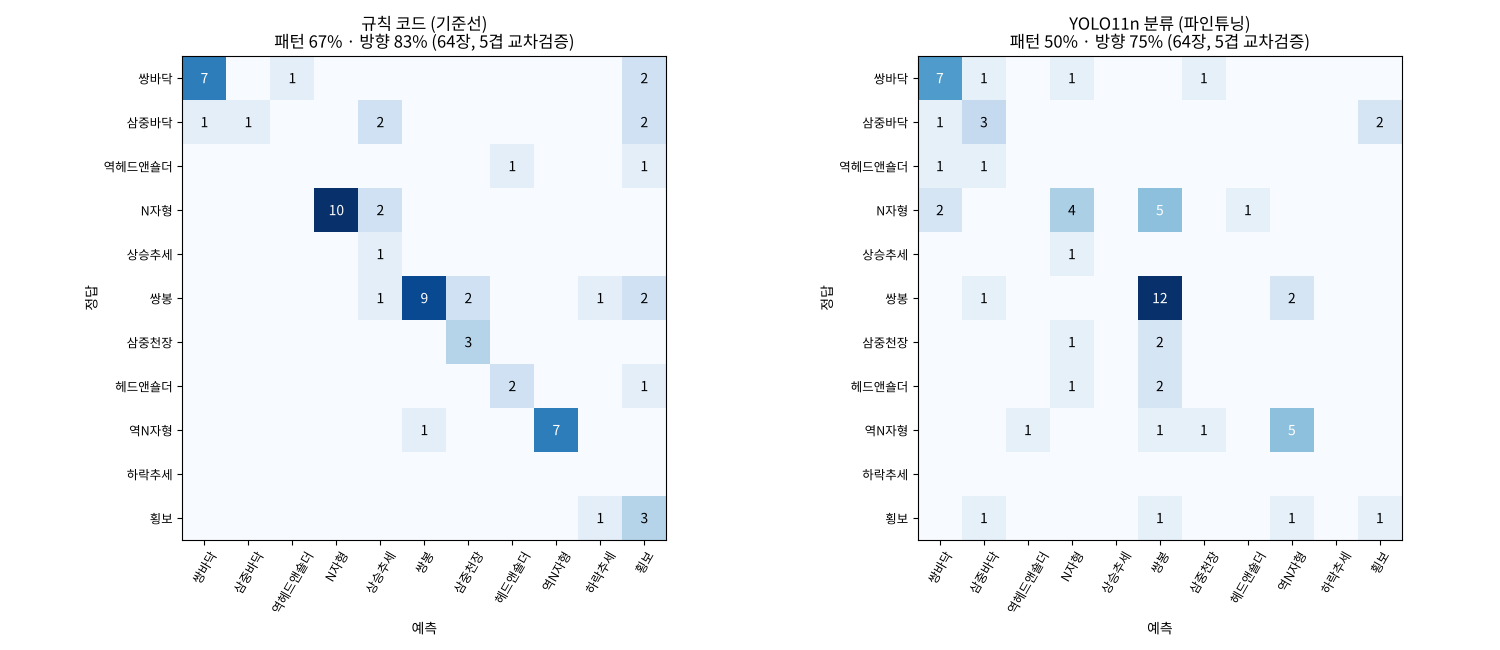 규칙 코드 (기준선)
패턴 67% · 방향 83% (64장, 5겹 교차검증)
정답
쌍바닥 7 1 2
삼중바닥 1 1 2 2
역헤드앤숄더 1 1
N자형 10 2
상승추세 1
쌍봉 1 9 2 1 2
삼중천장 3
헤드앤숄더 2 1
역N자형 1 7
하락추세
횡보 1 3
쌍바닥 삼중바닥 역헤드앤숄더 N자형 상승추세 쌍봉 삼중천장 헤드앤숄더 역N자형 하락추세 횡보
예측
YOLO11n 분류 (파인튜닝)
패턴 50% · 방향 75% (64장, 5겹 교차검증)
정답
쌍바닥 7 1 1 1
삼중바닥 1 3 2
역헤드앤숄더 1 1
N자형 2 4 5 1
상승추세 1
쌍봉 1 12 2
삼중천장 1 2
헤드앤숄더 1 2
역N자형 1 1 1 5
하락추세
횡보 1 1 1 1
쌍바닥 삼중바닥 역헤드앤숄더 N자형 상승추세 쌍봉 삼중천장 헤드앤숄더 역N자형 하락추세 횡보
예측